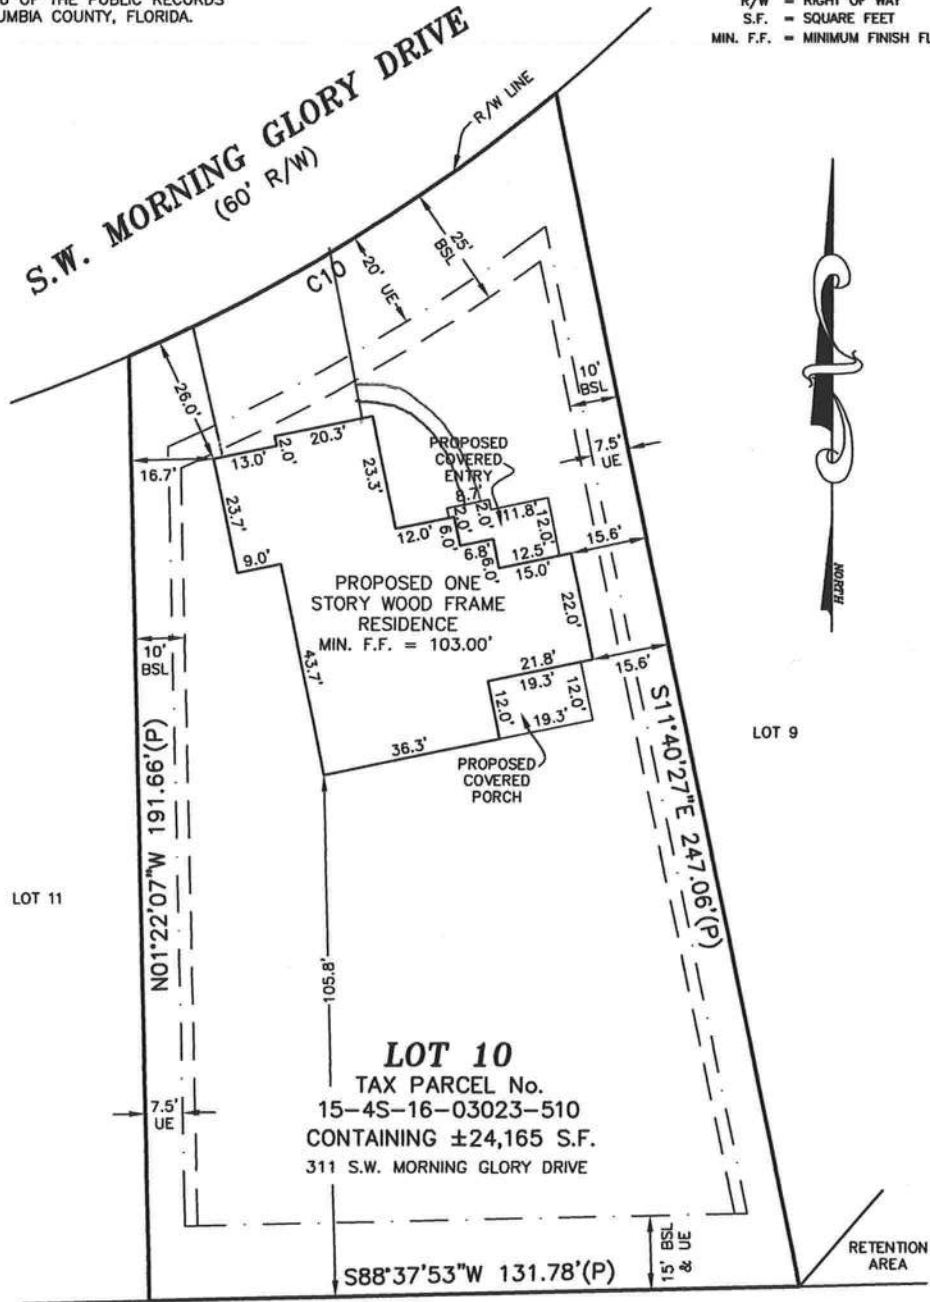 OF THE PUBLIC RECORDS
UMBIA COUNTY, FLORIDA.
R/W = RIGHT OF WAY
S.F. = SQUARE FEET
MIN. F.F. = MINIMUM FINISH
S.W. MORNING GLORY DRIVE
(60' R/W)
R/W LINE
C10
20' UE
25'
BSL
26.0'
10'
BSL
7.5'
UE
16.7'
13.0'
2.0'
20.3'
23.3'
PROPOSED
COVERED
ENTRY
8.7'
2.0'
2.0'
11.8'
12.0'
12.0'
6.0'
6.8'
6.0'
12.5'
15.0'
15.6'
23.7'
9.0'
PROPOSED ONE
STORY WOOD FRAME
RESIDENCE
MIN. F.F. = 103.00'
22.0'
NORTH
10'
BSL
43.7'
21.8'
19.3'
12.0'
12.0'
19.3'
15.6'
36.3'
PROPOSED
COVERED
PORCH
LOT 9
S11°40'27"E 247.06'(P)
N01°22'07"W 191.66'(P)
LOT 11
105.8'
LOT 10
TAX PARCEL No.
15-4S-16-03023-510
CONTAINING ±24,165 S.F.
311 S.W. MORNING GLORY DRIVE
7.5'
UE
15' BSL
& UE
S88°37'53"W 131.78'(P)
RETENTION
AREA